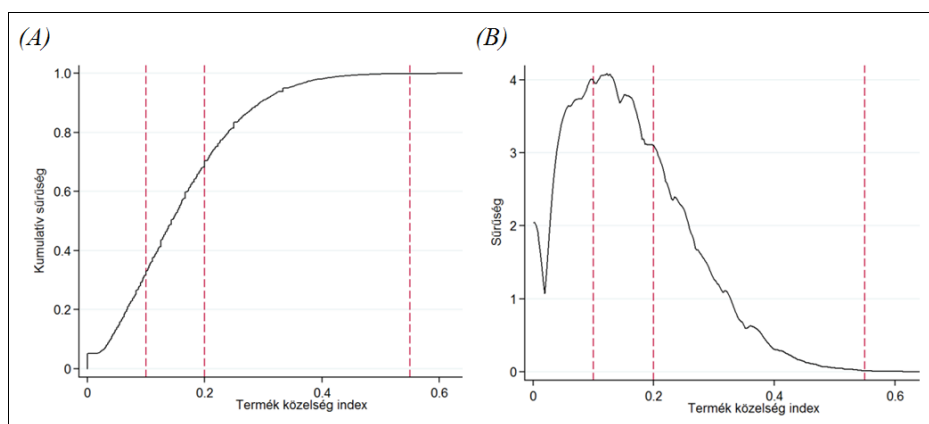 (A)
Kumulatív sűrűség
1.0
0.8
0.6
0.4
0.2
0
0 0.2 0.4 0.6
Termék közelség index
(B)
Sűrűség
4
3
2
1
0
0.0 0.2 0.4 0.6
Termék közelség index